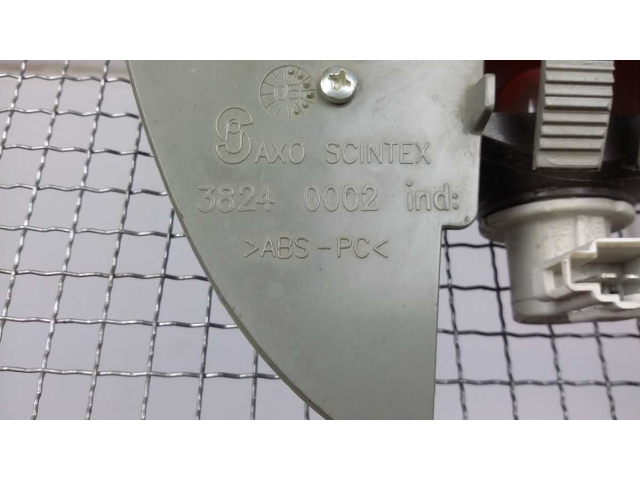 AXO SCINTEX
3824 0002 ind:
>ABS-PC<